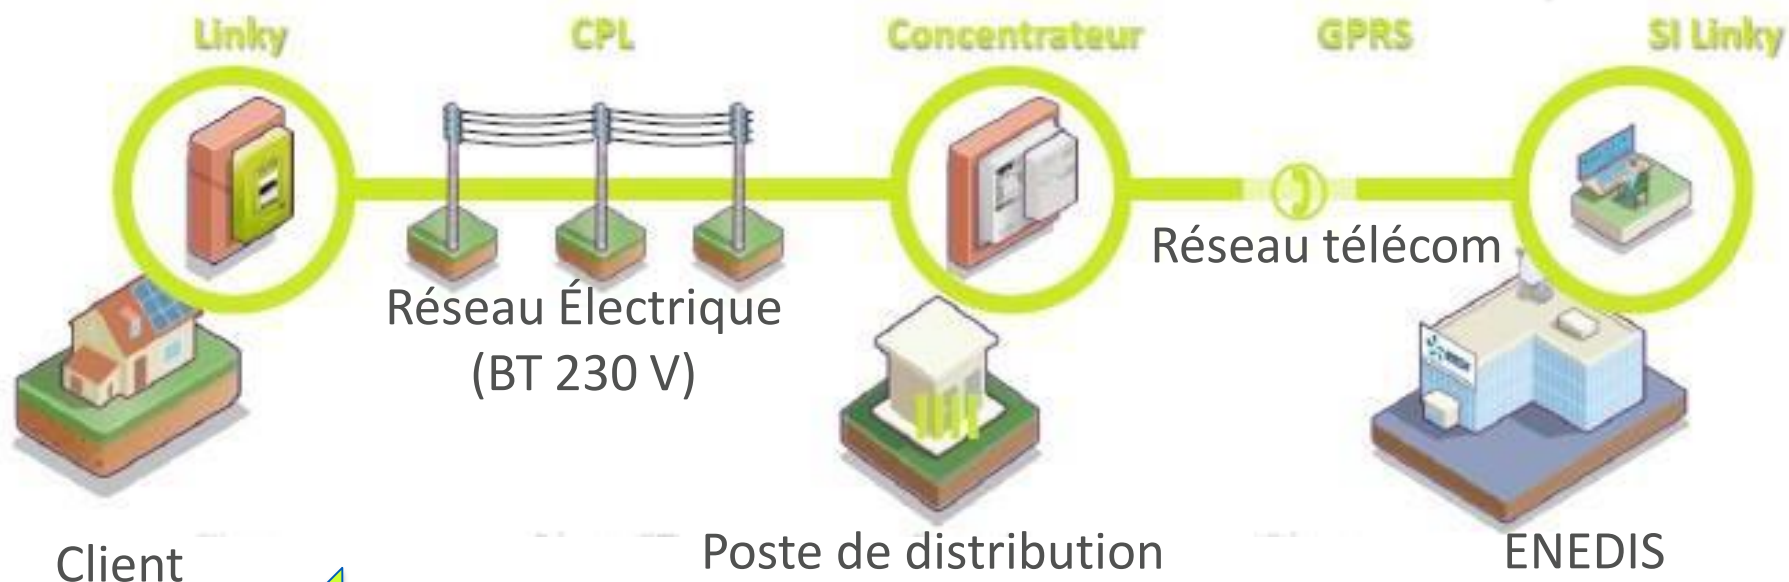 Linky
CPL
Concentrateur
GPRS
SI Linky
Réseau télécom
Réseau Électrique
(BT 230 V)
Client
Poste de distribution
ENEDIS